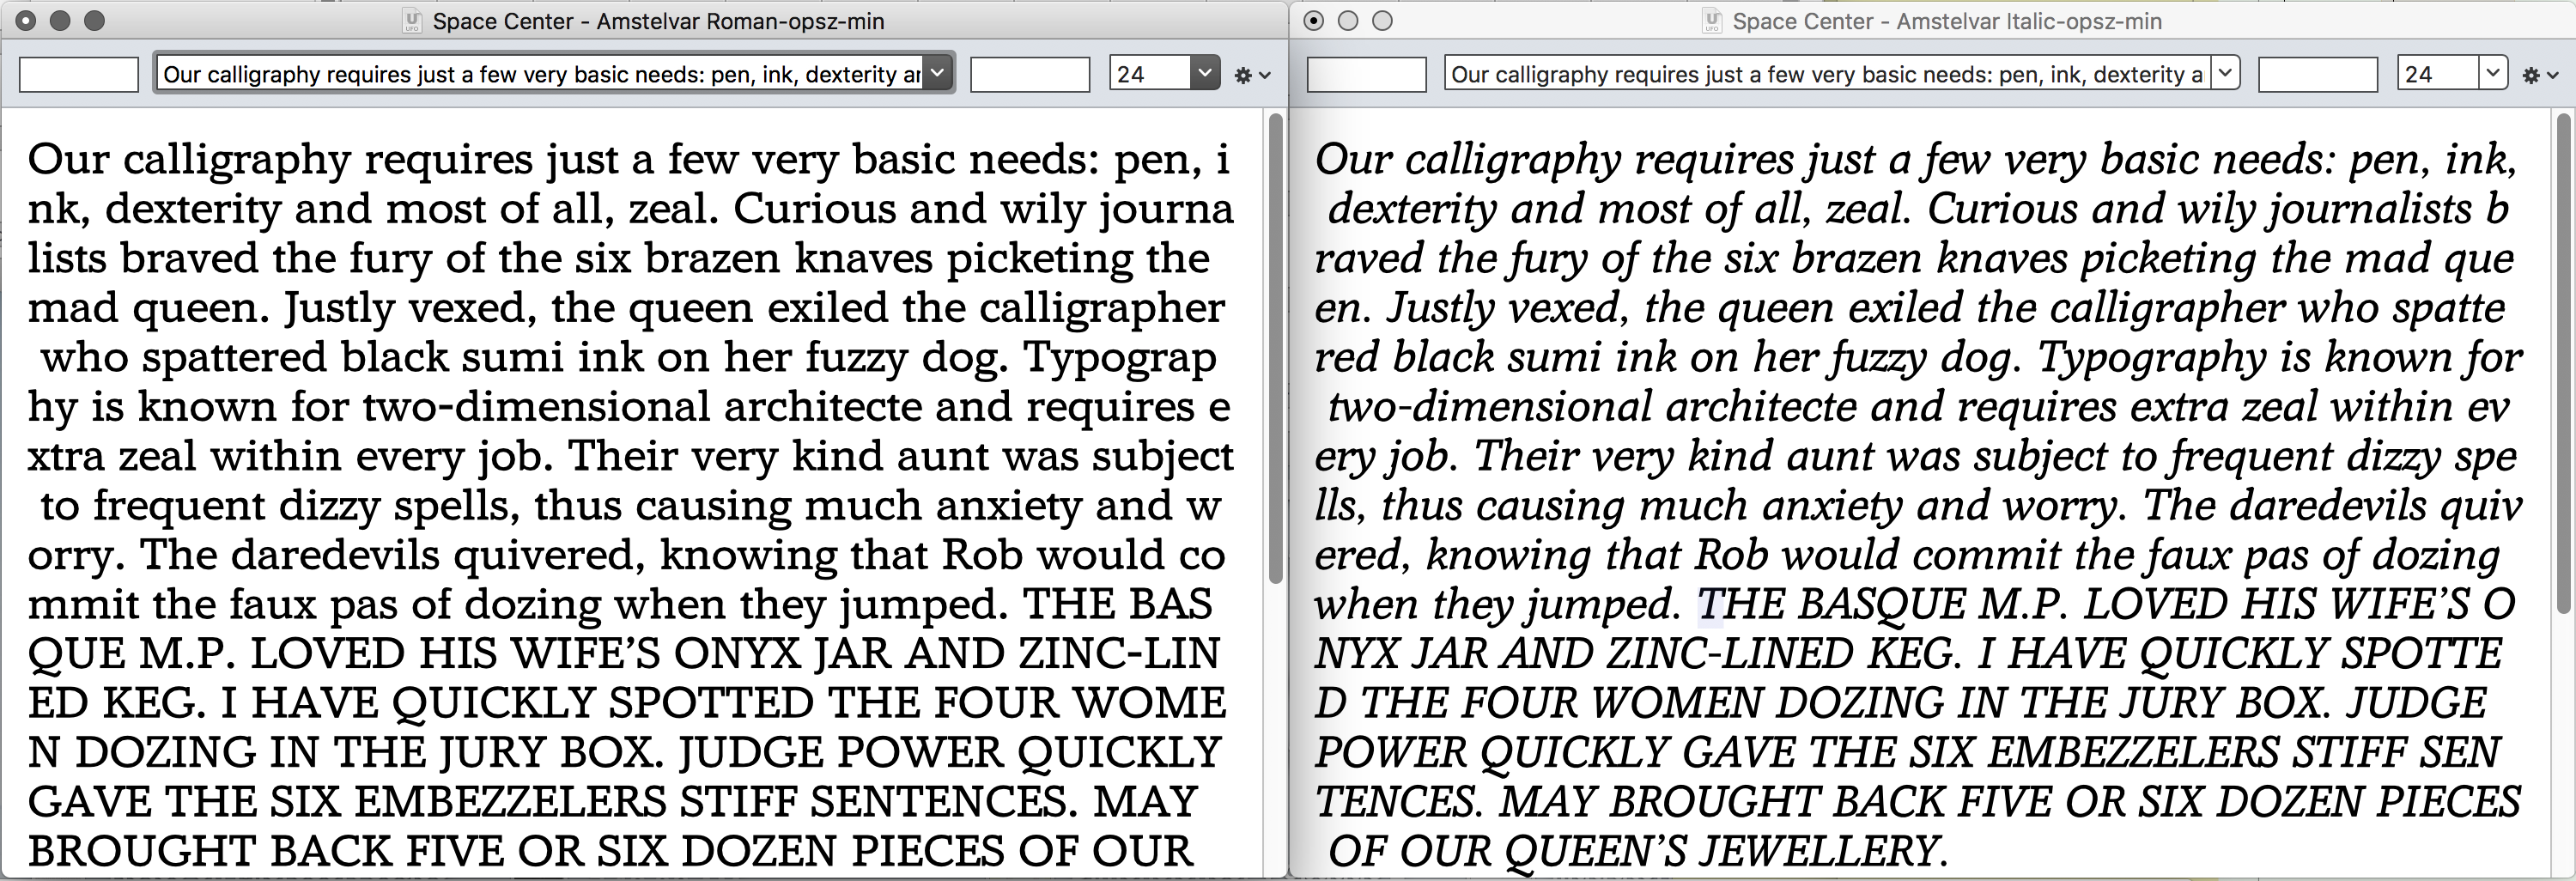 Space Center - Amstelvar Roman-opsz-min
Our calligraphy requires just a few very basic needs: pen, ink, dexterity ar
24
Our calligraphy requires just a few very basic needs: pen, i
nk, dexterity and most of all, zeal. Curious and wily journa
lists braved the fury of the six brazen knaves picketing the
mad queen. Justly vexed, the queen exiled the calligrapher
who spattered black sumi ink on her fuzzy dog. Typograp
hy is known for two-dimensional architecte and requires e
xtra zeal within every job. Their very kind aunt was subject
to frequent dizzy spells, thus causing much anxiety and w
orry. The daredevils quivered, knowing that Rob would co
mmit the faux pas of dozing when they jumped. THE BAS
QUE M.P. LOVED HIS WIFE’S ONYX JAR AND ZINC-LIN
ED KEG. I HAVE QUICKLY SPOTTED THE FOUR WOME
N DOZING IN THE JURY BOX. JUDGE POWER QUICKLY
GAVE THE SIX EMBEZZELERS STIFF SENTENCES. MAY
BROUGHT BACK FIVE OR SIX DOZEN PIECES OF OUR
Space Center - Amstelvar Italic-opsz-min
Our calligraphy requires just a few very basic needs: pen, ink, dexterity a
24
Our calligraphy requires just a few very basic needs: pen, ink,
dexterity and most of all, zeal. Curious and wily journalists b
raved the fury of the six brazen knaves picketing the mad que
en. Justly vexed, the queen exiled the calligrapher who spatte
red black sumi ink on her fuzzy dog. Typography is known for
two-dimensional architecte and requires extra zeal within ev
ery job. Their very kind aunt was subject to frequent dizzy spe
lls, thus causing much anxiety and worry. The daredevils quiv
ered, knowing that Rob would commit the faux pas of dozing
when they jumped. THE BASQUE M.P. LOVED HIS WIFE’S O
NYX JAR AND ZINC-LINED KEG. I HAVE QUICKLY SPOTTE
D THE FOUR WOMEN DOZING IN THE JURY BOX. JUDGE
POWER QUICKLY GAVE THE SIX EMBEZZELERS STIFF SEN
TENCES. MAY BROUGHT BACK FIVE OR SIX DOZEN PIECES
OF OUR QUEEN’S JEWELLERY.